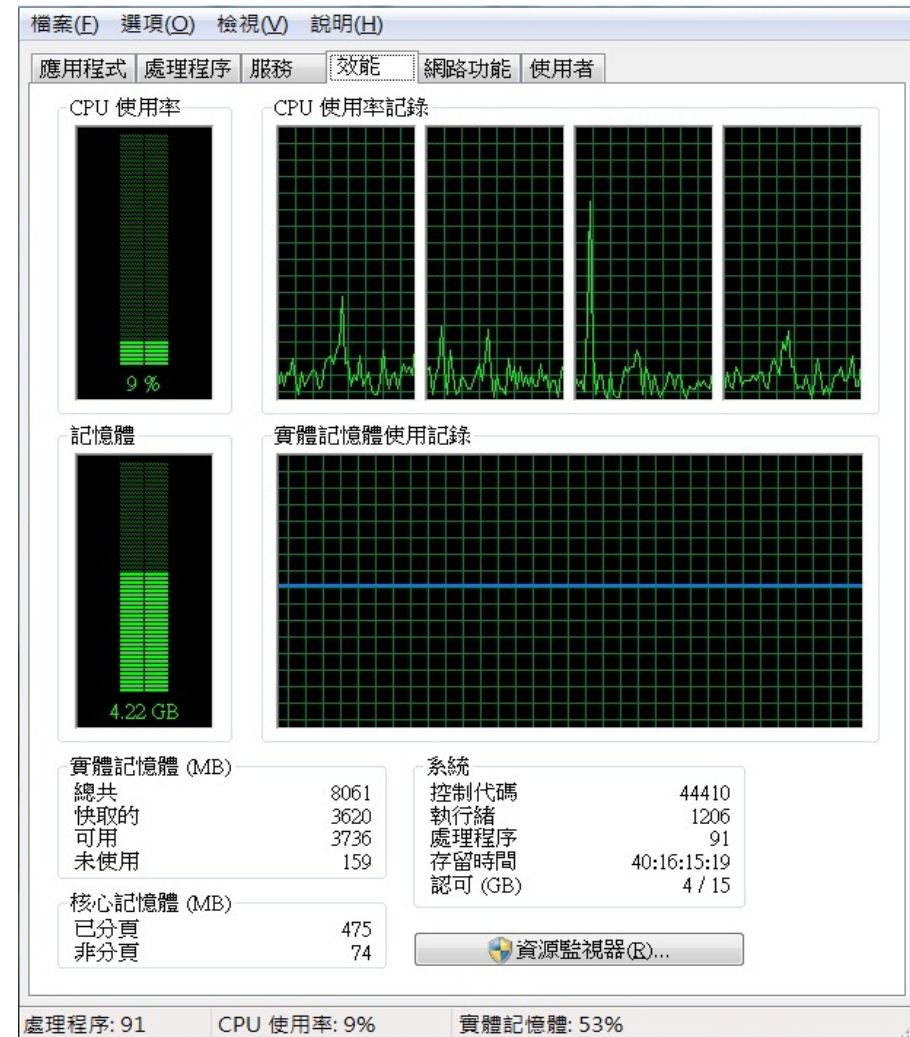 檔案(F) 選項(O) 檢視(V) 說明(H)
應用程式 處理程序 服務 效能 網路功能 使用者
CPU 使用率
CPU 使用率記錄
9 %
記憶體
實體記憶體使用記錄
4.22 GB
實體記憶體 (MB)
總共 8061
快取的 3620
可用 3736
未使用 159
核心記憶體 (MB)
已分頁 475
非分頁 74
系統
控制代碼 44410
執行緒 1206
處理程序 91
存留時間 40:16:15:19
認可 (GB) 4 / 15
資源監視器(R)...
處理程序: 91 CPU 使用率: 9% 實體記憶體: 53%